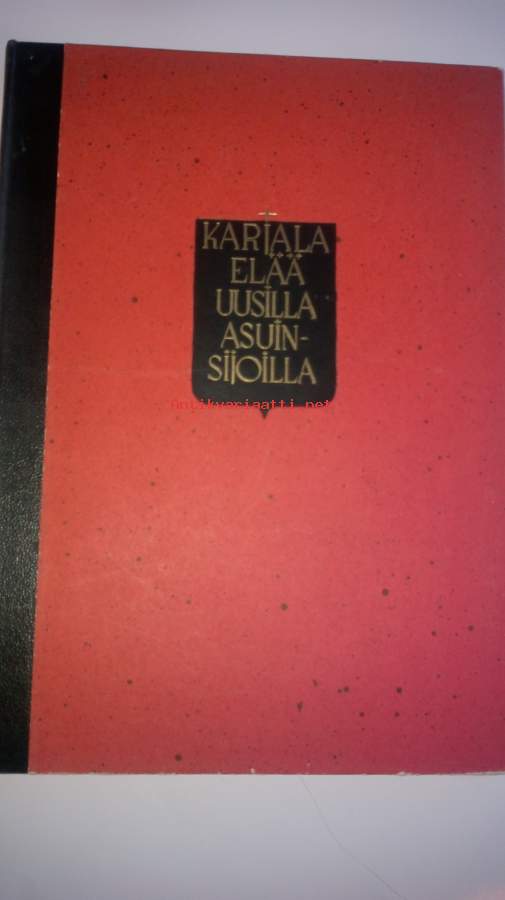 KARJALA
ELÄÄ
UUSILLA
ASUIN-
SIJOILLA
Antikvariaatti.net